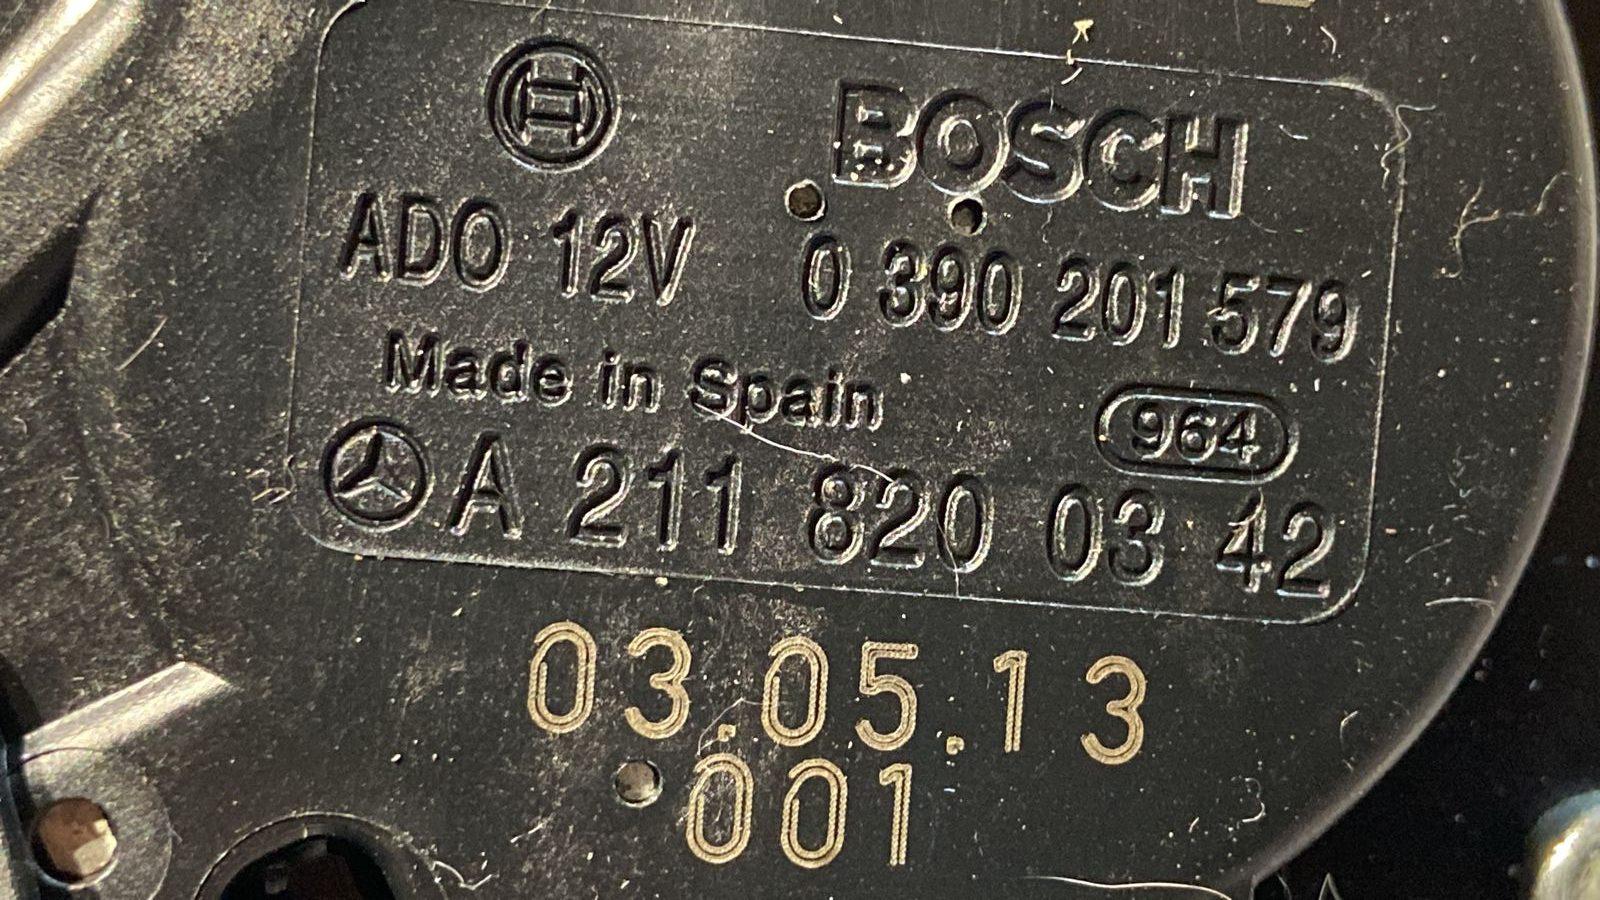 BOSCH
ADO 12V 0 390 201 579
Made in Spain 964
A 211 820 03 42
03.05.13
001